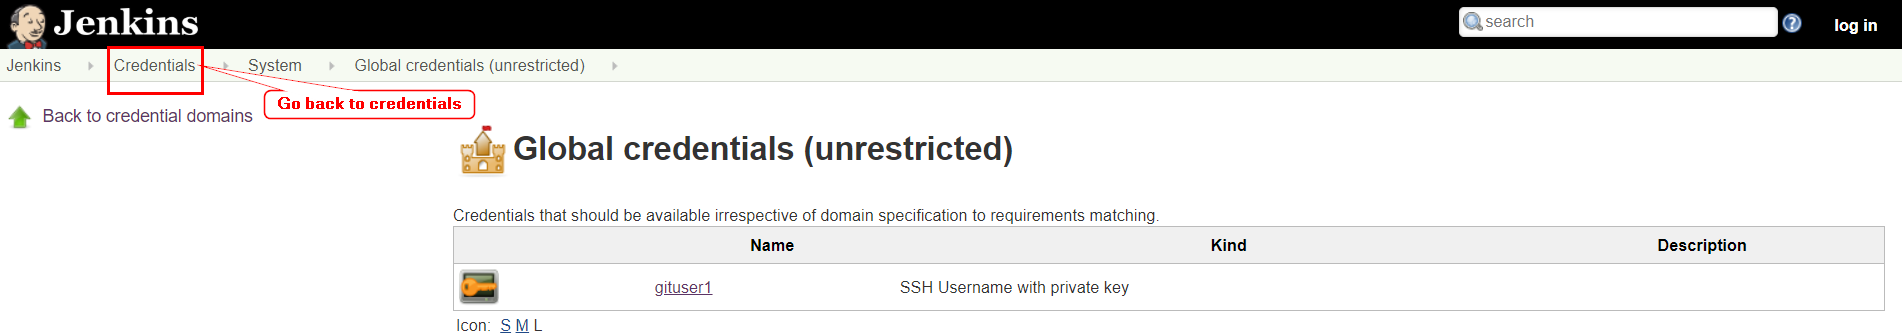 Jenkins
search
?
log in
Jenkins Credentials System Global credentials (unrestricted)
Go back to credentials
Back to credential domains
Global credentials (unrestricted)
Credentials that should be available irrespective of domain specification to requirements matching.
Name Kind Description
gituser1 SSH Username with private key
Icon: S M L